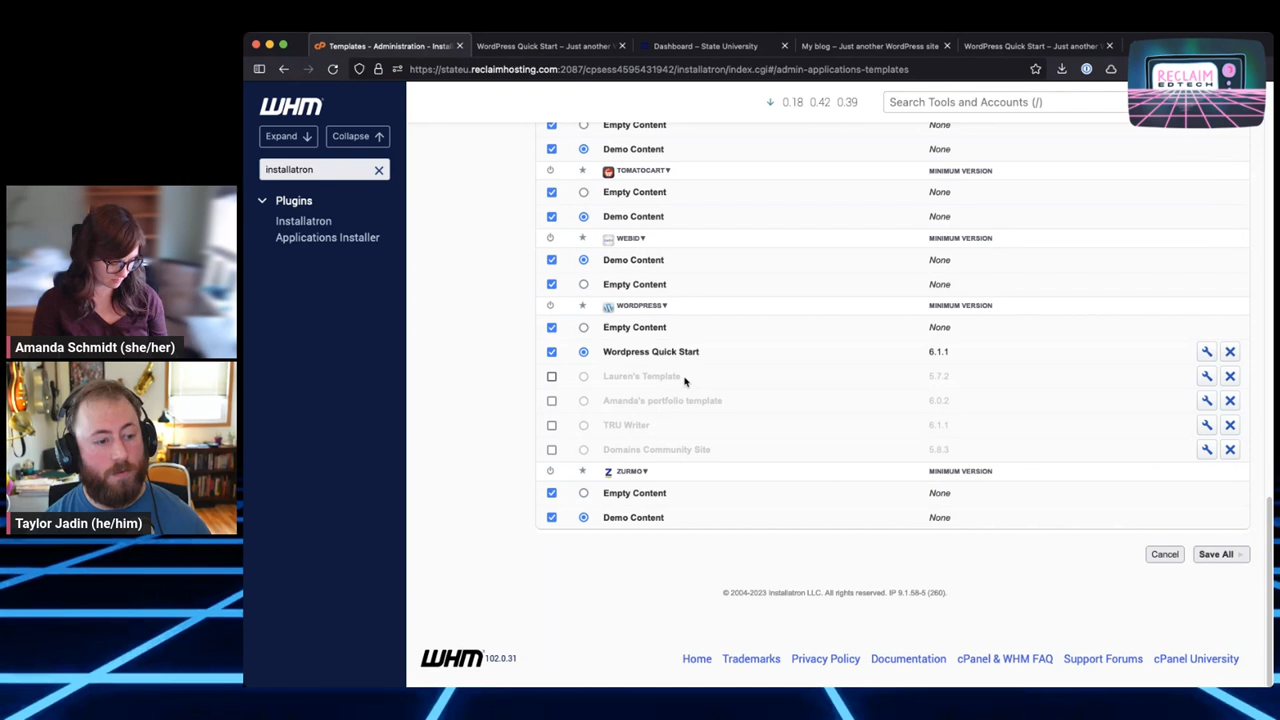 Templates - Administration - Instal
WordPress Quick Start – Just another
Dashboard – State University
My blog – Just another WordPress site
WordPress Quick Start – Just another
https://stateu.reclaimhosting.com:2087/cpsess4595431942/installatron/index.cgi#/admin-applications-templates
RECLAIM
EDTECH
WHM
0.18 0.42 0.39
Search Tools and Accounts (/)
Expand
Collapse
installatron
Plugins
Installatron
Applications Installer
Empty Content None
Demo Content None
TOMATOCART MINIMUM VERSION
Empty Content None
Demo Content None
WEBID MINIMUM VERSION
Demo Content None
Empty Content None
WORDPRESS MINIMUM VERSION
Empty Content None
Wordpress Quick Start 6.1.1
Lauren's Template 5.7.2
Amanda's portfolio template 6.0.2
TRU Writer 6.1.1
Domains Community Site 5.8.3
ZURMO MINIMUM VERSION
Empty Content None
Demo Content None
Cancel
Save All
© 2004-2023 Installatron LLC. All rights reserved. IP 9.1.58-5 (260).
WHM 102.0.31
Home
Trademarks
Privacy Policy
Documentation
cPanel & WHM FAQ
Support Forums
cPanel University
Amanda Schmidt (she/her)
Taylor Jadin (he/him)